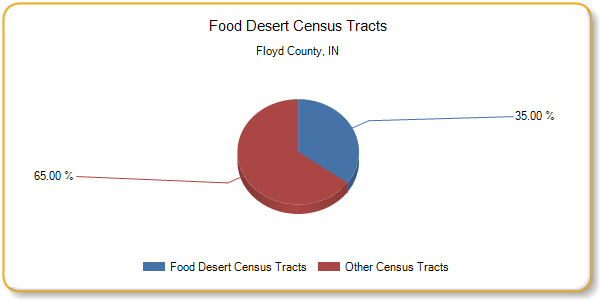 Food Desert Census Tracts
Floyd County, IN
35.00 %
65.00 %
Food Desert Census Tracts
Other Census Tracts